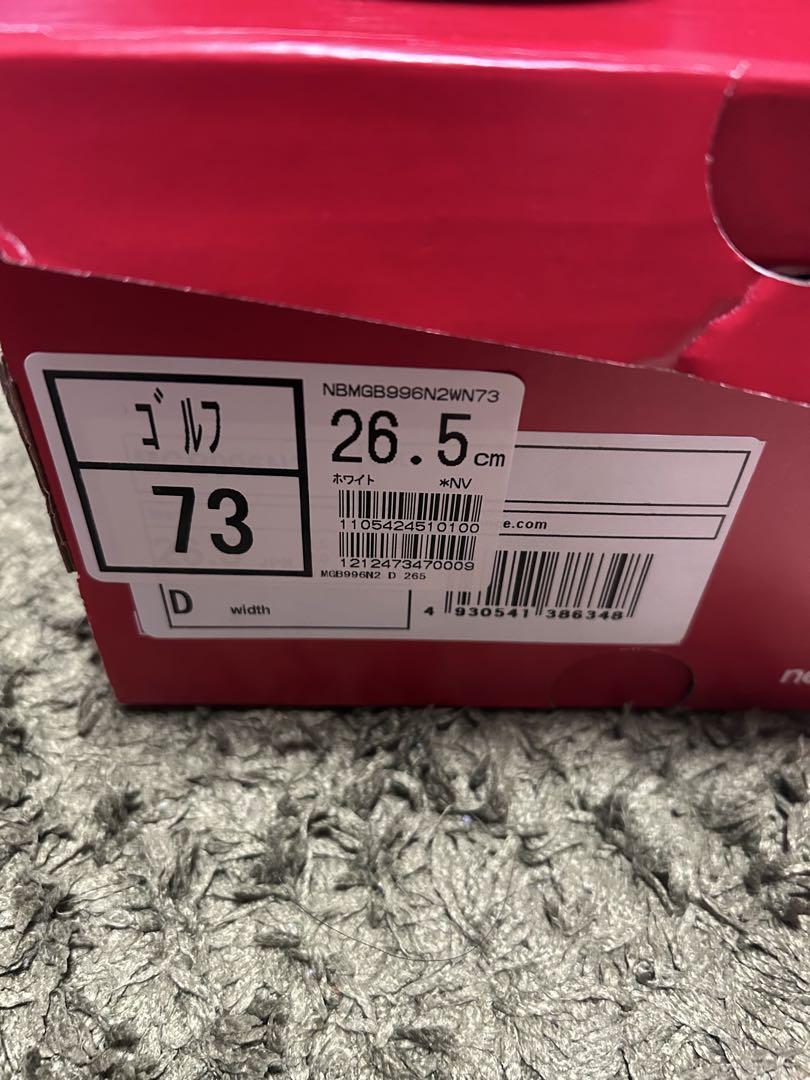 ゴルフ
73
NBMGB996N2WN73
26.5cm
ホワイト *NV
1105424510100
1212473470009
MGB996N2 D 265
e.com
D width
4 930541 386348